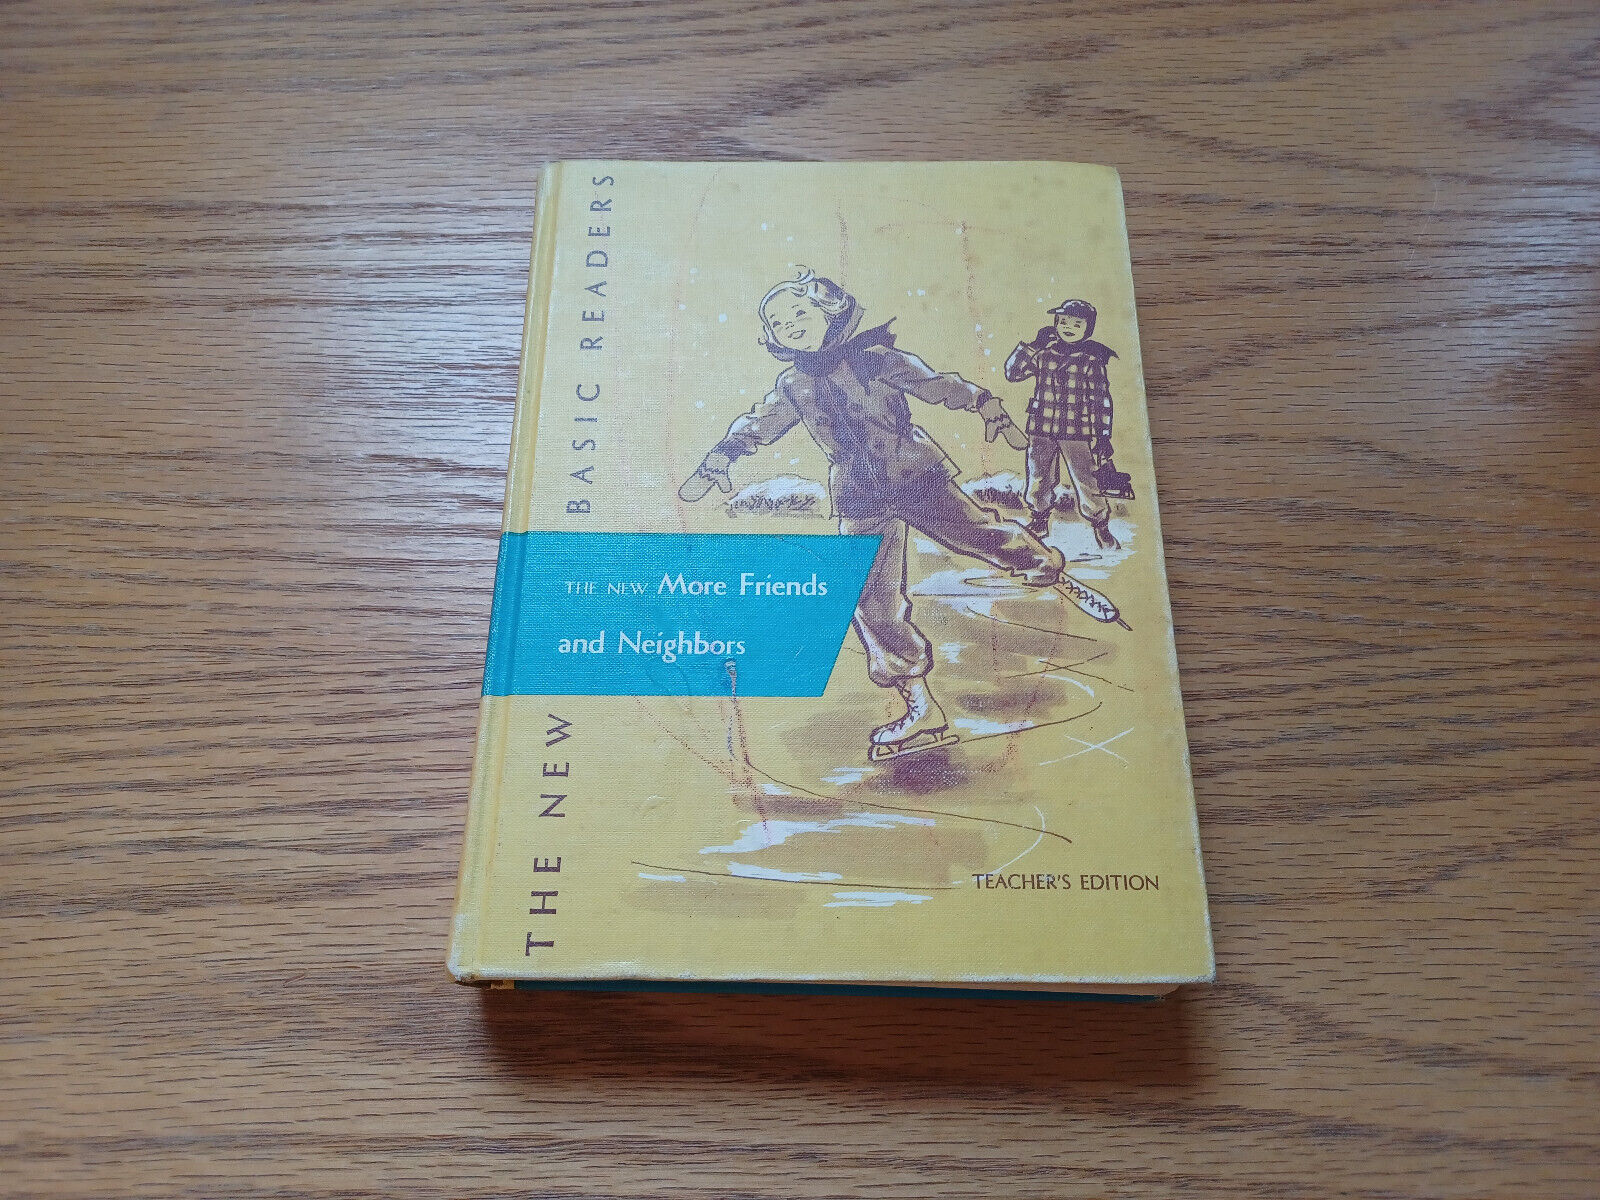 THE NEW BASIC READERS
THE NEW More Friends
and Neighbors
TEACHER'S EDITION